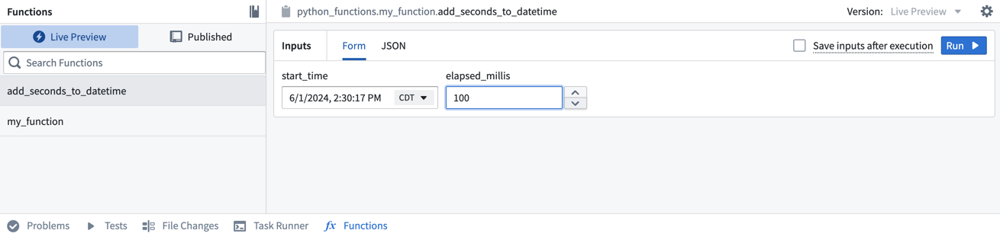 Functions
python_functions.my_function.add_seconds_to_datetime
Version: Live Preview
Live Preview
Published
Search Functions
add_seconds_to_datetime
my_function
Inputs
Form
JSON
Save inputs after execution
Run
start_time
elapsed_millis
6/1/2024, 2:30:17 PM CDT
100
Problems
Tests
File Changes
Task Runner
fx Functions